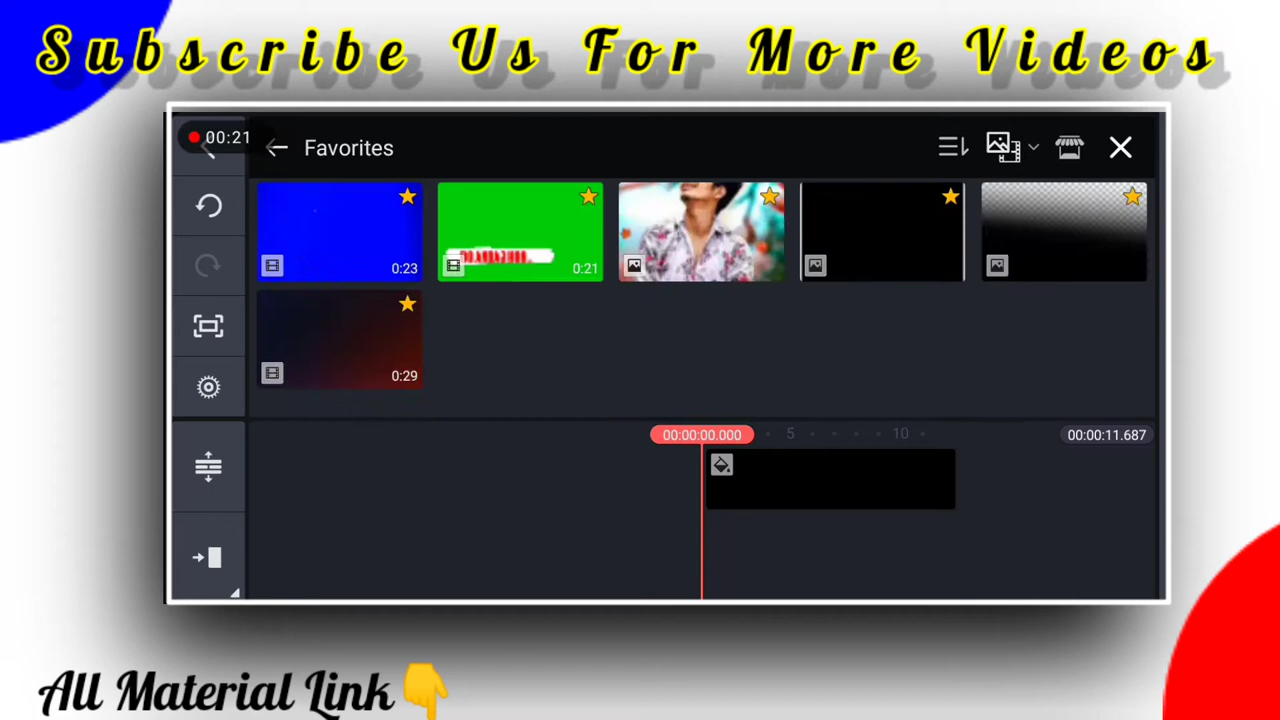 Subscribe Us For More Videos
00:21
Favorites
0:23
0:21
0:29
00:00:00.000
5
10
00:00:11.687
All Material Link👇